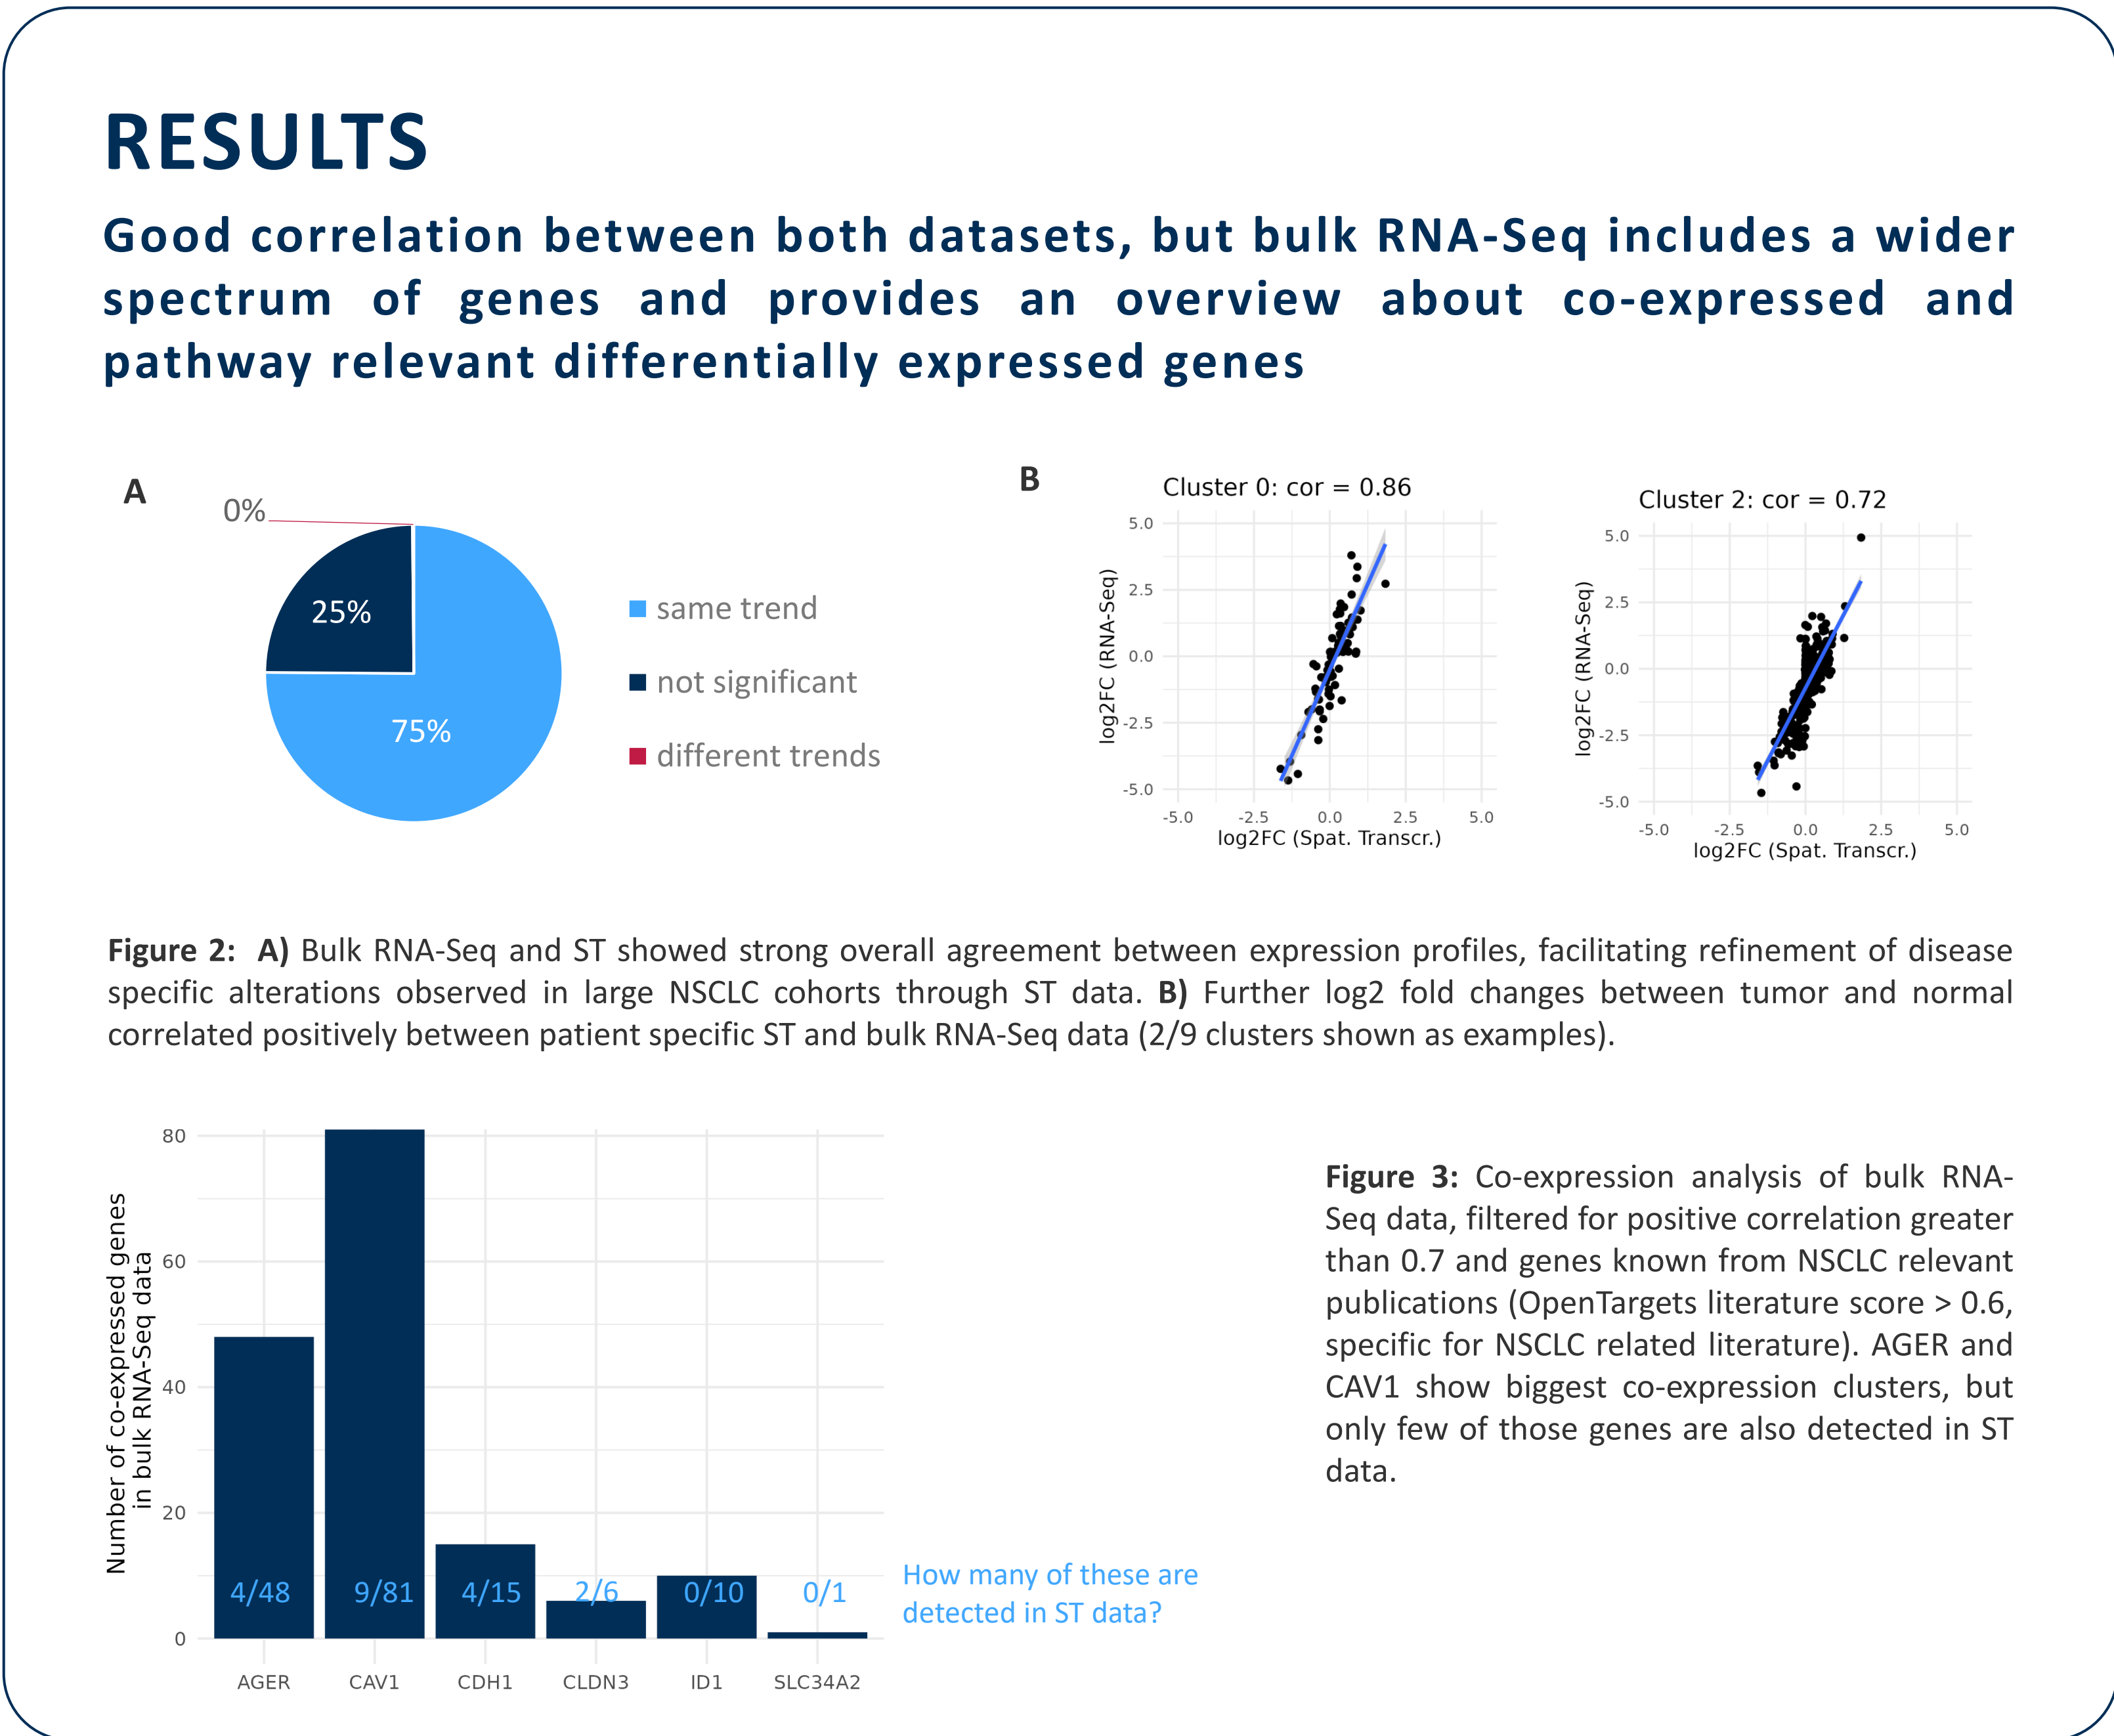 RESULTS
Good correlation between both datasets, but bulk RNA-Seq includes a wider
spectrum of genes and provides an overview about co-expressed and
pathway relevant differentially expressed genes
A
0%
25%
75%
same trend
not significant
different trends
B
Cluster 0: cor = 0.86
log2FC (RNA-Seq)
5.0
2.5
0.0
-2.5
-5.0
-5.0 -2.5 0.0 2.5 5.0
log2FC (Spat. Transcr.)
Cluster 2: cor = 0.72
log2FC (RNA-Seq)
5.0
2.5
0.0
-2.5
-5.0
-5.0 -2.5 0.0 2.5 5.0
log2FC (Spat. Transcr.)
Figure 2: A) Bulk RNA-Seq and ST showed strong overall agreement between expression profiles, facilitating refinement of disease
specific alterations observed in large NSCLC cohorts through ST data. B) Further log2 fold changes between tumor and normal
correlated positively between patient specific ST and bulk RNA-Seq data (2/9 clusters shown as examples).
Number of co-expressed genes
in bulk RNA-Seq data
80
60
40
20
0
4/48 9/81 4/15 2/6 0/10 0/1
AGER CAV1 CDH1 CLDN3 ID1 SLC34A2
How many of these are
detected in ST data?
Figure 3: Co-expression analysis of bulk RNA-
Seq data, filtered for positive correlation greater
than 0.7 and genes known from NSCLC relevant
publications (OpenTargets literature score > 0.6,
specific for NSCLC related literature). AGER and
CAV1 show biggest co-expression clusters, but
only few of those genes are also detected in ST
data.